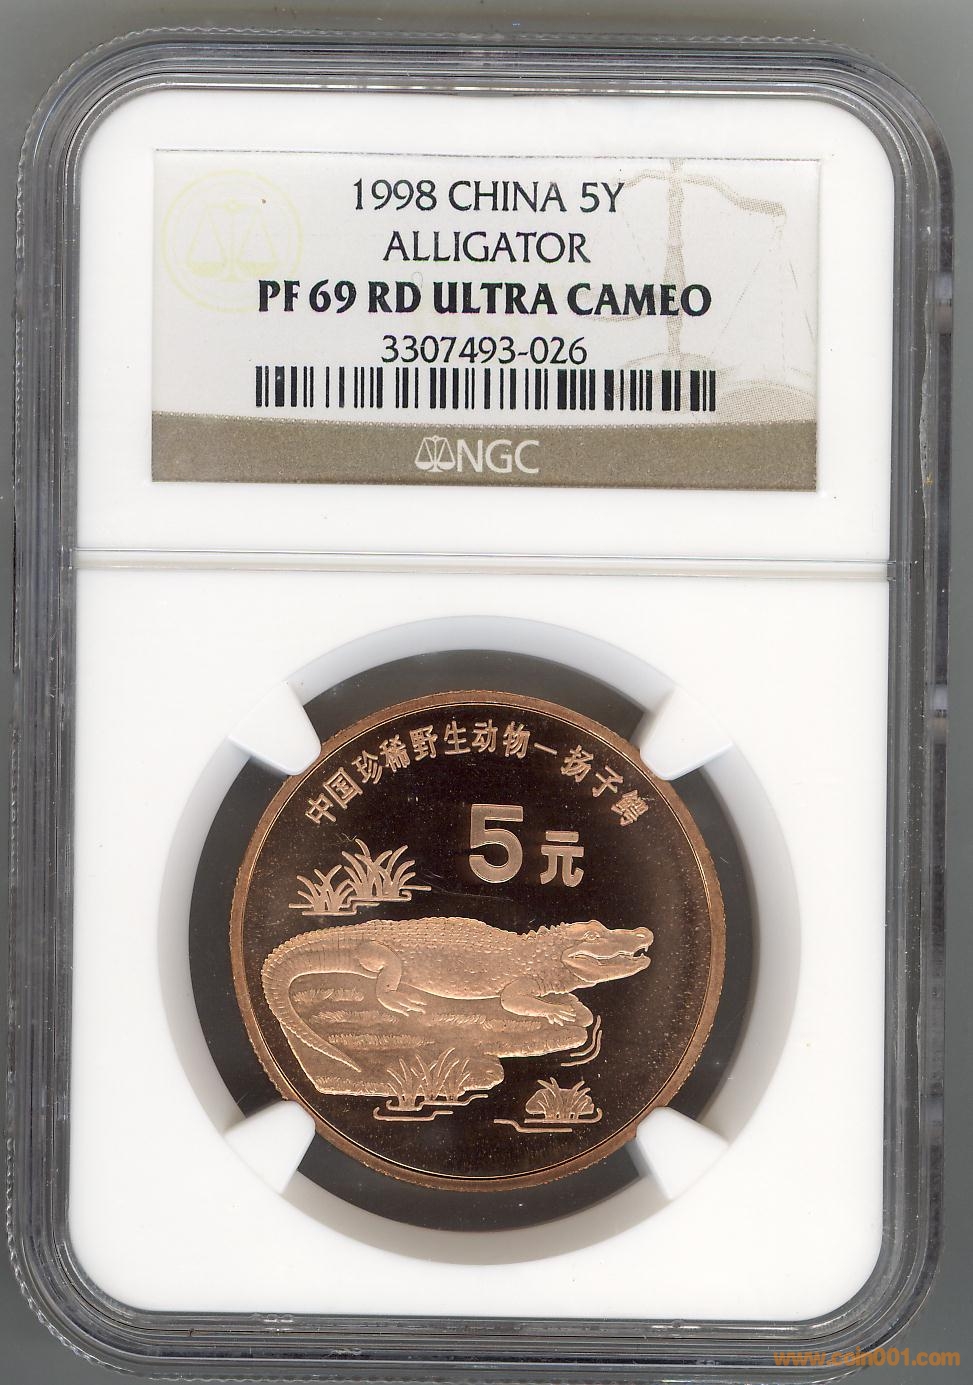 1998 CHINA 5Y
ALLIGATOR
PF 69 RD ULTRA CAMEO
3307493-026
NGC
中国珍稀野生动物一扬子鳄
5元
www.coin001.com